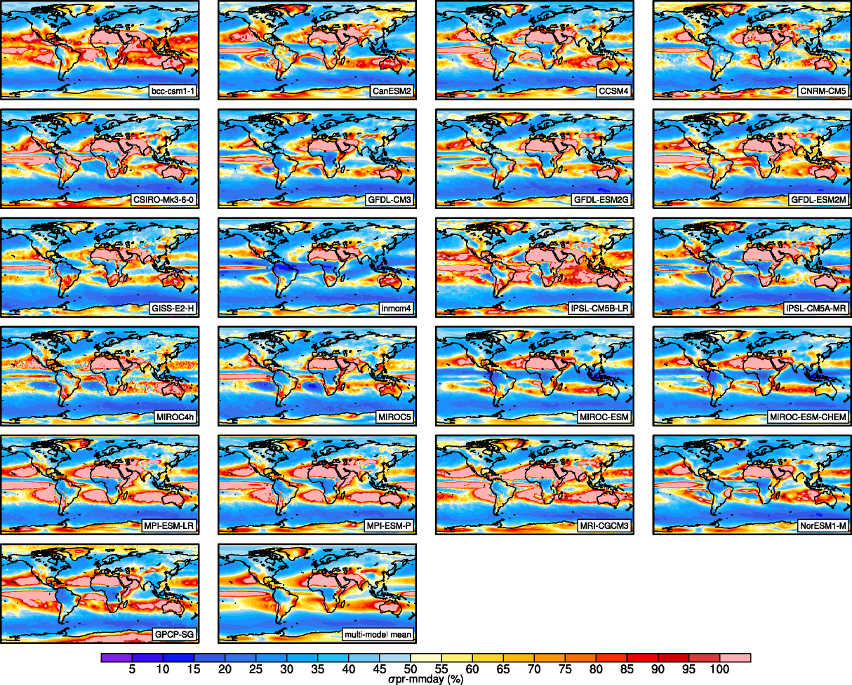 bcc-csm1-1
CanESM2
CCSM4
CNRM-CM5
CSIRO-Mk3-6-0
GFDL-CM3
GFDL-ESM2G
GFDL-ESM2M
GISS-E2-H
inmcm4
IPSL-CM5B-LR
IPSL-CM5A-MR
MIROC4h
MIROC5
MIROC-ESM
MIROC-ESM-CHEM
MPI-ESM-LR
MPI-ESM-P
MRI-CGCM3
NorESM1-M
GPCP-SG
multi-model mean
5 10 15 20 25 30 35 40 45 50 55 60 65 70 75 80 85 90 95 100
σpr-mmday (%)